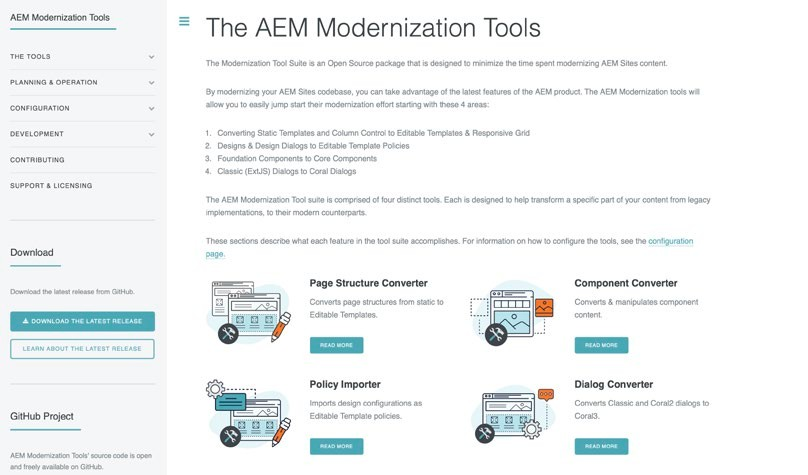 AEM Modernization Tools
THE TOOLS
PLANNING & OPERATION
CONFIGURATION
DEVELOPMENT
CONTRIBUTING
SUPPORT & LICENSING
Download
Download the latest release from GitHub.
DOWNLOAD THE LATEST RELEASE
LEARN ABOUT THE LATEST RELEASE
GitHub Project
AEM Modernization Tools' source code is open
and freely available on GitHub.
The AEM Modernization Tools
The Modernization Tool Suite is an Open Source package that is designed to minimize the time spent modernizing AEM Sites content.
By modernizing your AEM Sites codebase, you can take advantage of the latest features of the AEM product. The AEM Modernization tools will
allow you to easily jump start their modernization effort starting with these 4 areas:
1. Converting Static Templates and Column Control to Editable Templates & Responsive Grid
2. Designs & Design Dialogs to Editable Template Policies
3. Foundation Components to Core Components
4. Classic (ExtJS) Dialogs to Coral Dialogs
The AEM Modernization Tool suite is comprised of four distinct tools. Each is designed to help transform a specific part of your content from legacy
implementations, to their modern counterparts.
These sections describe what each feature in the tool suite accomplishes. For information on how to configure the tools, see the configuration
page.
Page Structure Converter
Converts page structures from static to
Editable Templates.
READ MORE
Component Converter
Converts & manipulates component
content.
READ MORE
Policy Importer
Imports design configurations as
Editable Template policies.
READ MORE
Dialog Converter
Converts Classic and Coral2 dialogs to
Coral3.
READ MORE